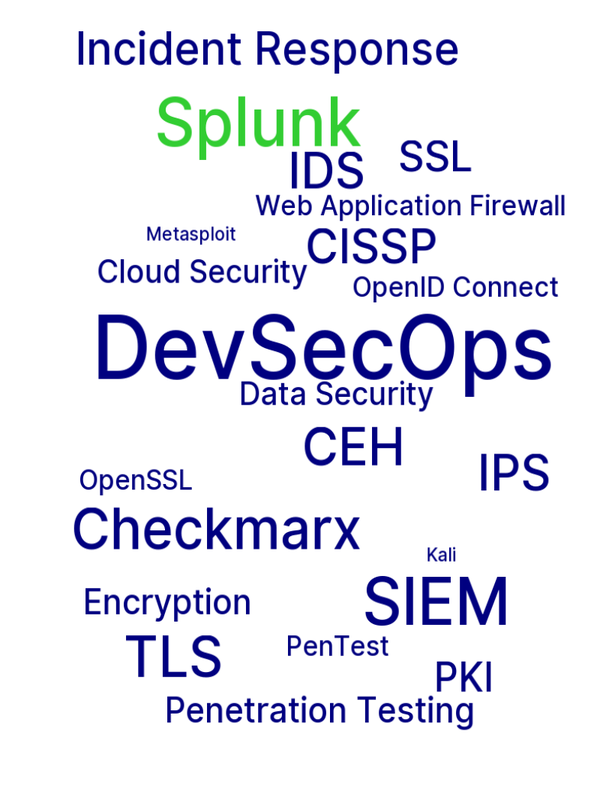 Incident Response
Splunk
SSL
IDS
Web Application Firewall
Metasploit
CISSP
Cloud Security
OpenID Connect
DevSecOps
Data Security
CEH
IPS
OpenSSL
Checkmarx
Kali
Encryption
SIEM
TLS
PenTest
PKI
Penetration Testing